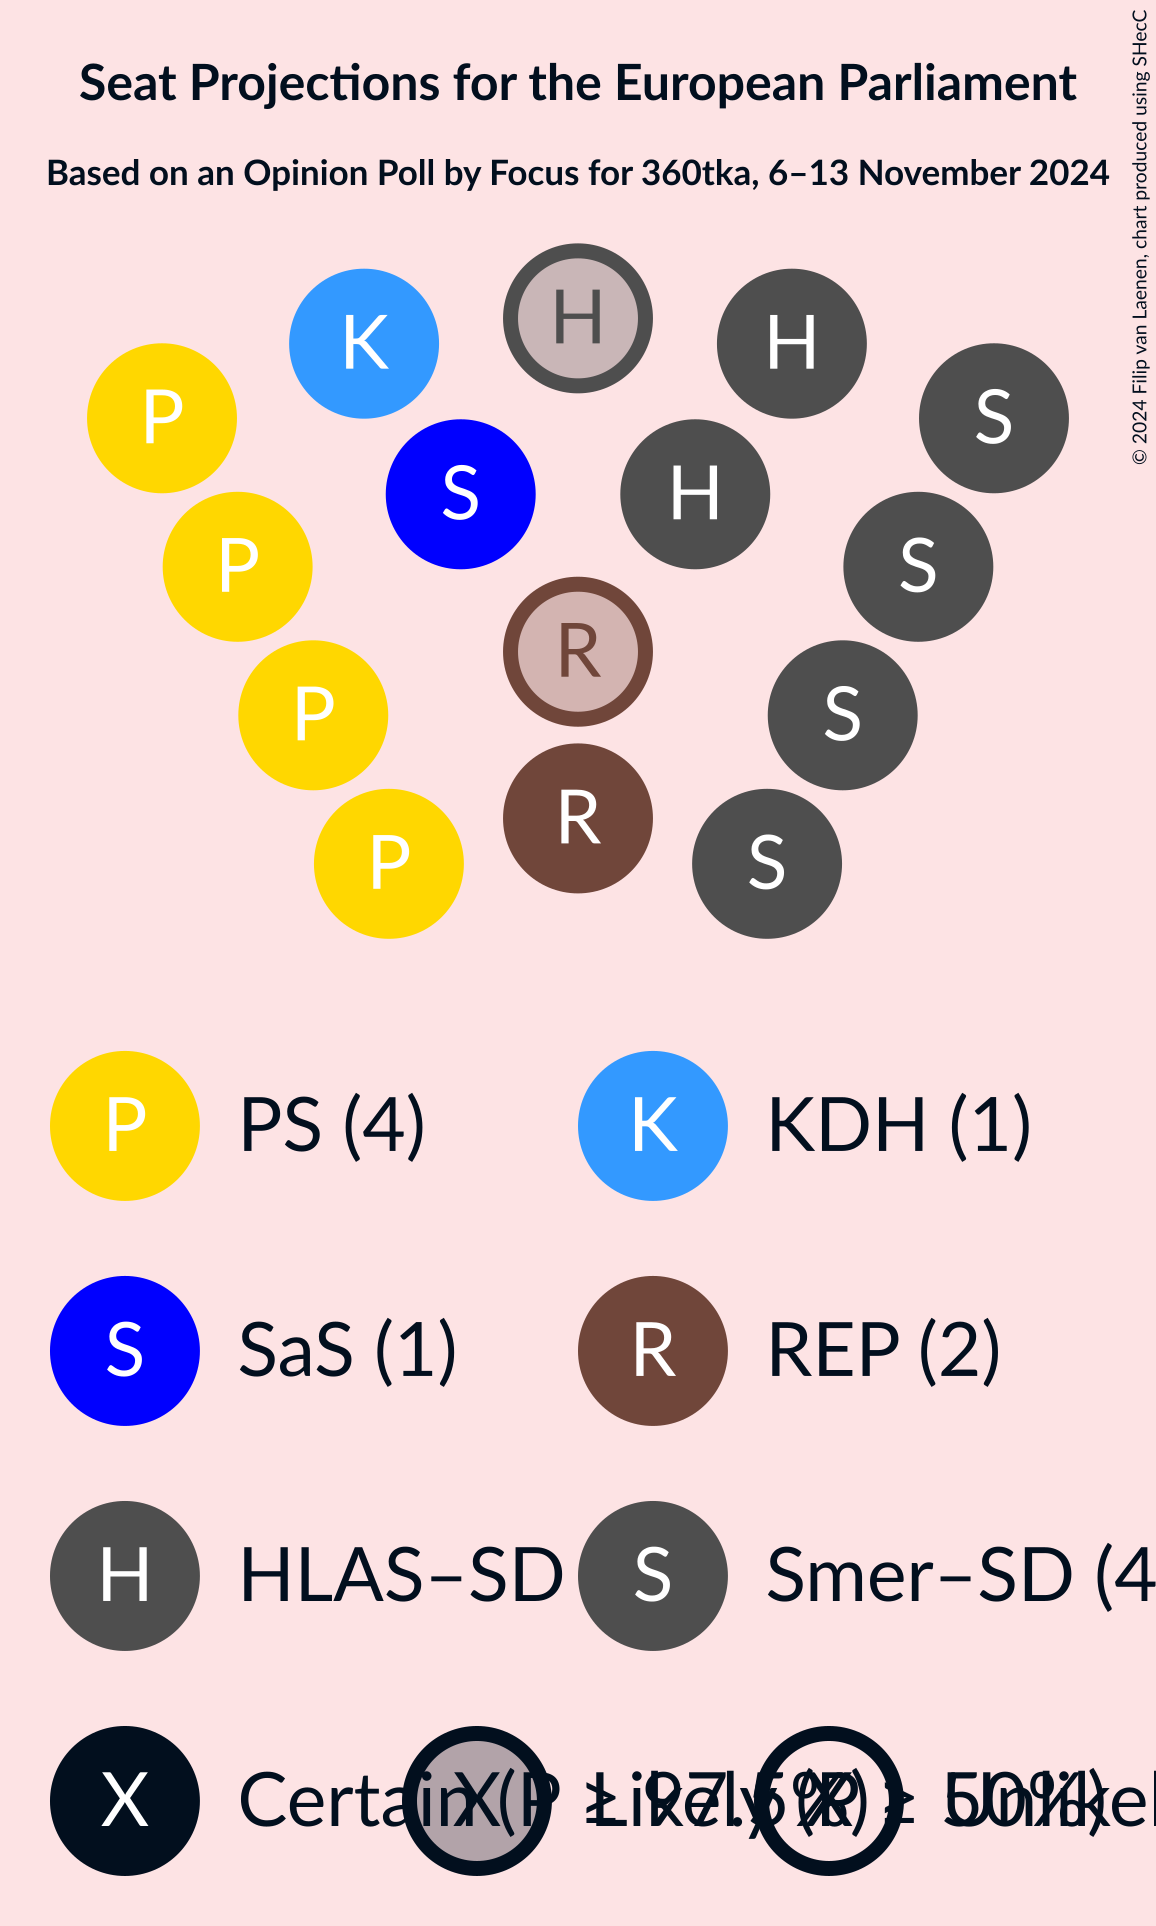 Seat Projections for the European Parliament
Based on an Opinion Poll by Focus for 360tka, 6–13 November 2024
© 2024 Filip van Laenen, chart produced using SHecC
H
K H
P S
S H
P S
R
P S
R
P S
P PS (4) K KDH (1)
S SaS (1) R REP (2)
H HLAS–SD S Smer–SD (4
X Certain (P ≥ 97.5%) X Likely (P ≥ 50%) X Unlikel